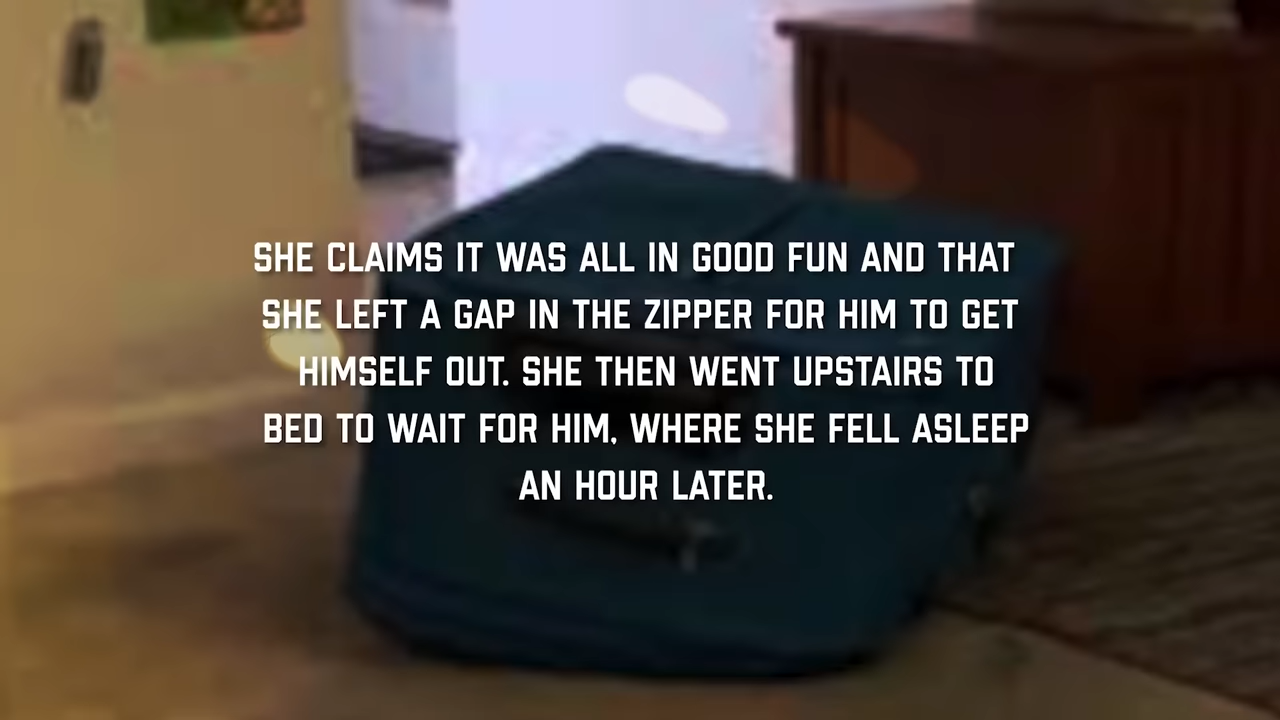 SHE CLAIMS IT WAS ALL IN GOOD FUN AND THAT
SHE LEFT A GAP IN THE ZIPPER FOR HIM TO GET
HIMSELF OUT. SHE THEN WENT UPSTAIRS TO
BED TO WAIT FOR HIM, WHERE SHE FELL ASLEEP
AN HOUR LATER.